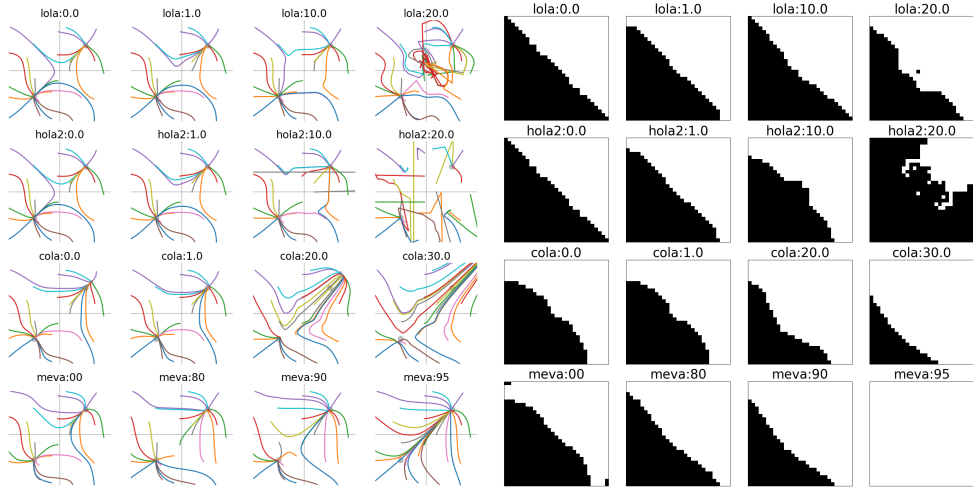 lola:0.0 lola:1.0 lola:10.0 lola:20.0 lola:0.0 lola:1.0 lola:10.0 lola:20.0
hola2:0.0 hola2:1.0 hola2:10.0 hola2:20.0 hola2:0.0 hola2:1.0 hola2:10.0 hola2:20.0
cola:0.0 cola:1.0 cola:20.0 cola:30.0 cola:0.0 cola:1.0 cola:20.0 cola:30.0
meva:00 meva:80 meva:90 meva:95 meva:00 meva:80 meva:90 meva:95